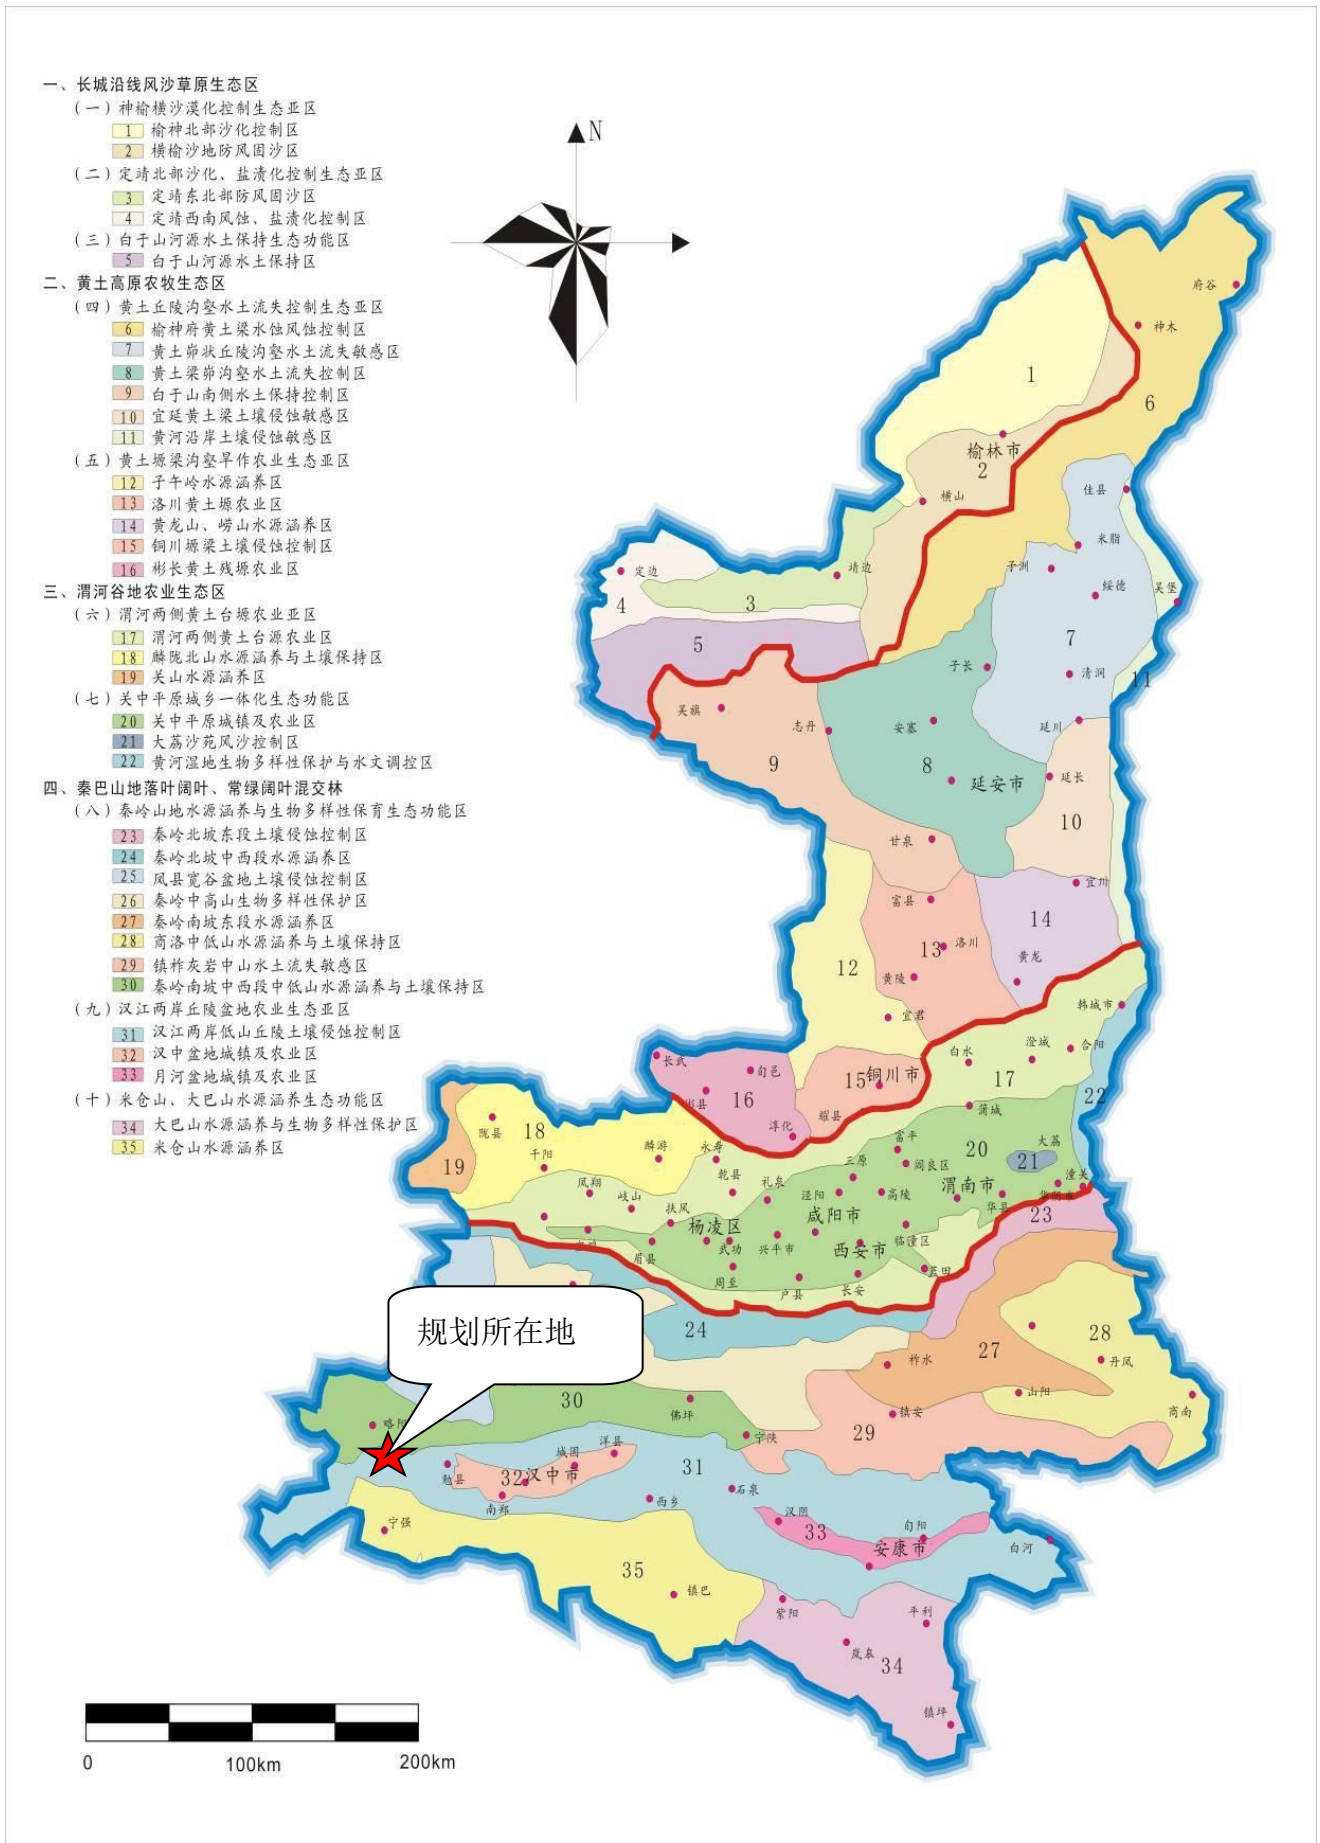 一、长城沿线风沙草原生态区
（一）神榆横沙漠化控制生态亚区
1 榆神北部沙化控制区
2 横榆沙地防风固沙区
（二）定靖北部沙化、盐渍化控制生态亚区
3 定靖东北部防风固沙区
4 定靖西南风蚀、盐渍化控制区
（三）白于山河源水土保持生态功能区
5 白于山河源水土保持区
二、黄土高原农牧生态区
（四）黄土丘陵沟壑水土流失控制生态亚区
6 榆神府黄土梁水蚀风蚀控制区
7 黄土峁状丘陵沟壑水土流失敏感区
8 黄土梁峁沟壑水土流失控制区
9 白于山南侧水土保持控制区
10 宜延黄土梁土壤侵蚀敏感区
11 黄河沿岸土壤侵蚀敏感区
（五）黄土塬梁沟壑旱作农业生态亚区
12 子午岭水源涵养区
13 洛川黄土塬农业区
14 黄龙山、崂山水源涵养区
15 铜川塬梁土壤侵蚀控制区
16 彬长黄土残塬农业区
三、渭河谷地农业生态区
（六）渭河两侧黄土台塬农业亚区
17 渭河两侧黄土台源农业区
18 麟陇北山水源涵养与土壤保持区
19 关山水源涵养区
（七）关中平原城乡一体化生态功能区
20 关中平原城镇及农业区
21 大荔沙苑风沙控制区
22 黄河湿地生物多样性保护与水文调控区
四、秦巴山地落叶阔叶、常绿阔叶混交林
（八）秦岭山地水源涵养与生物多样性保育生态功能区
23 秦岭北坡东段土壤侵蚀控制区
24 秦岭北坡中西段水源涵养区
25 凤县宽谷盆地土壤侵蚀控制区
26 秦岭中高山生物多样性保护区
27 秦岭南坡东段水源涵养区
28 商洛中低山水源涵养与土壤保持区
29 镇柞灰岩中山水土流失敏感区
30 秦岭南坡中西段中低山水源涵养与土壤保持区
（九）汉江两岸丘陵盆地农业生态亚区
31 汉江两岸低山丘陵土壤侵蚀控制区
32 汉中盆地城镇及农业区
33 月河盆地城镇及农业区
（十）米仓山、大巴山水源涵养生态功能区
34 大巴山水源涵养与生物多样性保护区
35 米仓山水源涵养区
N
府谷
神木
1
6
榆林市
2
横山
佳县
米脂
子洲
绥德
吴堡
定边
靖边
4
3
5
7
子长
清涧
11
吴旗
志丹
安塞
延川
9
8
延安市
延长
10
甘泉
宜川
富县
14
13
洛川
黄龙
12
黄陵
宜君
韩城市
长武
旬邑
白水
澄城
合阳
15
铜川市
17
彬县
16
22
耀县
蒲城
陇县
18
淳化
千阳
麟游
永寿
富平
20
大荔
19
三原
阎良区
21
潼关
凤翔
乾县
礼泉
泾阳
高陵
渭南市
华阴市
岐山
扶风
咸阳市
华县
23
杨凌区
武功
兴平市
西安市
临潼区
眉县
周至
户县
长安
蓝田
规划所在地
24
27
28
柞水
丹凤
30
佛坪
山阳
商南
略阳
镇安
宁陕
29
城固
洋县
勉县
32
汉中市
31
南郑
西乡
石泉
宁强
汉阴
33
旬阳
安康市
白河
35
镇巴
紫阳
平利
岚皋
34
镇坪
0
100km
200km